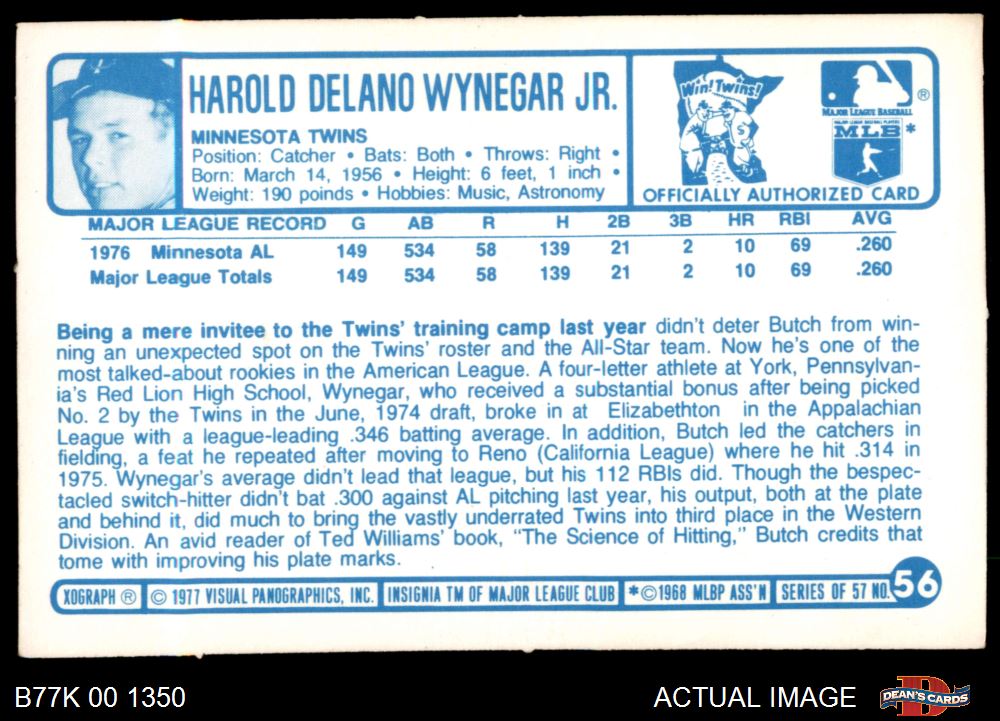 HAROLD DELANO WYNEGAR JR.
MINNESOTA TWINS
Position: Catcher • Bats: Both • Throws: Right •
Born: March 14, 1956 • Height: 6 feet, 1 inch •
Weight: 190 poinds • Hobbies: Music, Astronomy
Win! Twins!
®
MAJOR LEAGUE BASEBALL
MAJOR LEAGUE BASEBALL PLAYERS
MLB*
OFFICIALLY AUTHORIZED CARD
MAJOR LEAGUE RECORD G AB R H 2B 3B HR RBI AVG
1976 Minnesota AL 149 534 58 139 21 2 10 69 .260
Major League Totals 149 534 58 139 21 2 10 69 .260
Being a mere invitee to the Twins' training camp last year didn't deter Butch from win-
ning an unexpected spot on the Twins' roster and the All-Star team. Now he's one of the
most talked-about rookies in the American League. A four-letter athlete at York, Pennsylvan-
ia's Red Lion High School, Wynegar, who received a substantial bonus after being picked
No. 2 by the Twins in the June, 1974 draft, broke in at Elizabethton in the Appalachian
League with a league-leading .346 batting average. In addition, Butch led the catchers in
fielding, a feat he repeated after moving to Reno (California League) where he hit .314 in
1975. Wynegar's average didn't lead that league, but his 112 RBIs did. Though the bespec-
tacled switch-hitter didn't bat .300 against AL pitching last year, his output, both at the plate
and behind it, did much to bring the vastly underrated Twins into third place in the Western
Division. An avid reader of Ted Williams' book, "The Science of Hitting," Butch credits that
tome with improving his plate marks.
XOGRAPH ® © 1977 VISUAL PANOGRAPHICS, INC. INSIGNIA TM OF MAJOR LEAGUE CLUB *©1968 MLBP ASS'N SERIES OF 57 NO. 56
B77K 00 1350 ACTUAL IMAGE DEAN'S CARDS